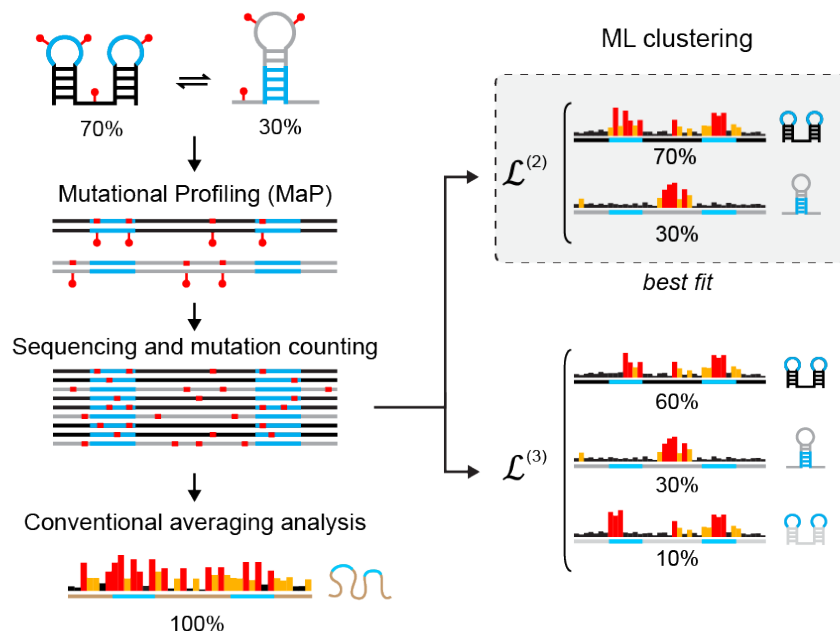 70%
⇌
30%
Mutational Profiling (MaP)
Sequencing and mutation counting
Conventional averaging analysis
100%
ML clustering
ℒ(2)
70%
30%
best fit
ℒ(3)
60%
30%
10%